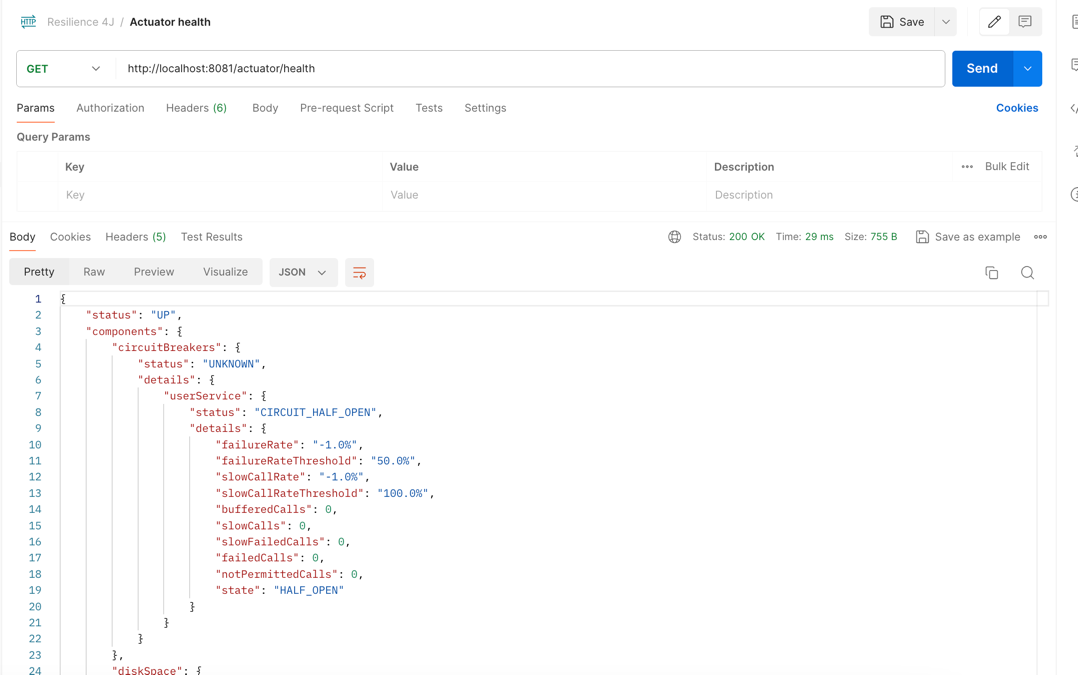 HTTP Resilience 4J / Actuator health Save
GET http://localhost:8081/actuator/health Send
Params Authorization Headers (6) Body Pre-request Script Tests Settings Cookies
Query Params
Key Value Description Bulk Edit
Key Value Description
Body Cookies Headers (5) Test Results Status: 200 OK Time: 29 ms Size: 755 B Save as example
Pretty Raw Preview Visualize JSON
1 {
2 "status": "UP",
3 "components": {
4 "circuitBreakers": {
5 "status": "UNKNOWN",
6 "details": {
7 "userService": {
8 "status": "CIRCUIT_HALF_OPEN",
9 "details": {
10 "failureRate": "-1.0%",
11 "failureRateThreshold": "50.0%",
12 "slowCallRate": "-1.0%",
13 "slowCallRateThreshold": "100.0%",
14 "bufferedCalls": 0,
15 "slowCalls": 0,
16 "slowFailedCalls": 0,
17 "failedCalls": 0,
18 "notPermittedCalls": 0,
19 "state": "HALF_OPEN"
20 }
21 }
22 }
23 },
24 "diskSpace": {